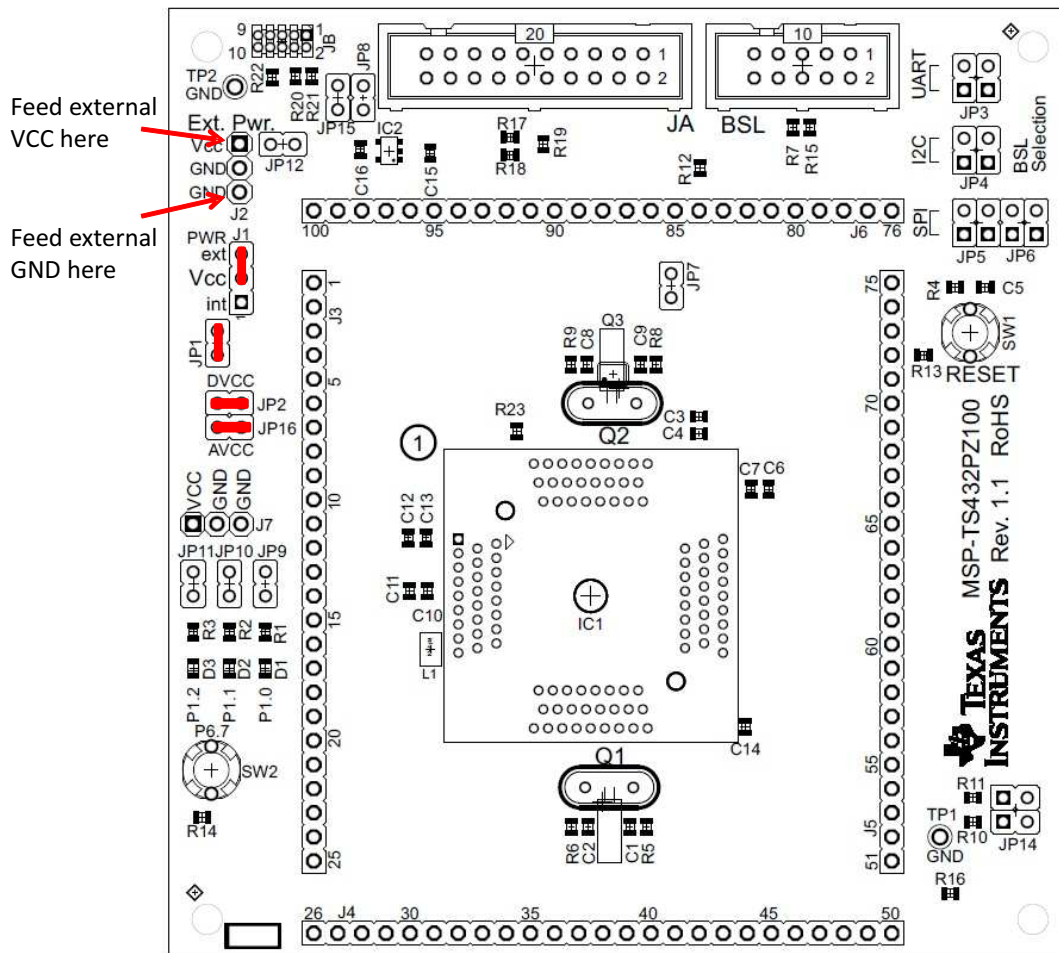 9
1
10
2
JB
JP8
20
1
2
10
1
2
UART
TP2
GND
R22
R20
R21
JP15
JP3
Feed external
VCC here
Ext. Pwr.
Vcc
JP12
IC2
C16
C15
R17
R18
R19
JA
BSL
R12
R7
R15
I2C
JP4
BSL
Selection
GND
GND
J2
Feed external
GND here
100
95
90
85
80
J6
76
SPI
JP5
JP6
PWR
J1
ext
Vcc
int
1
1
J3
JP7
75
R4
C5
SW1
R13
RESET
JP1
R9
C8
Q3
C9
R8
5
DVCC
JP2
JP16
AVCC
R23
Q2
C3
C4
70
1
VCC
GND
GND
J7
10
C12
C13
C7
C6
65
JP11
JP10
JP9
C11
C10
IC1
15
R3
R2
R1
L1
60
D3
D2
D1
P1.2
P1.1
P1.0
P6.7
SW2
20
C14
Q1
55
MSP-TS432PZ100
Rev. 1.1 RoHS
TEXAS
INSTRUMENTS
R14
25
R6
C2
C1
R5
J5
51
R11
R10
TP1
GND
JP14
R16
26
J4
30
35
40
45
50